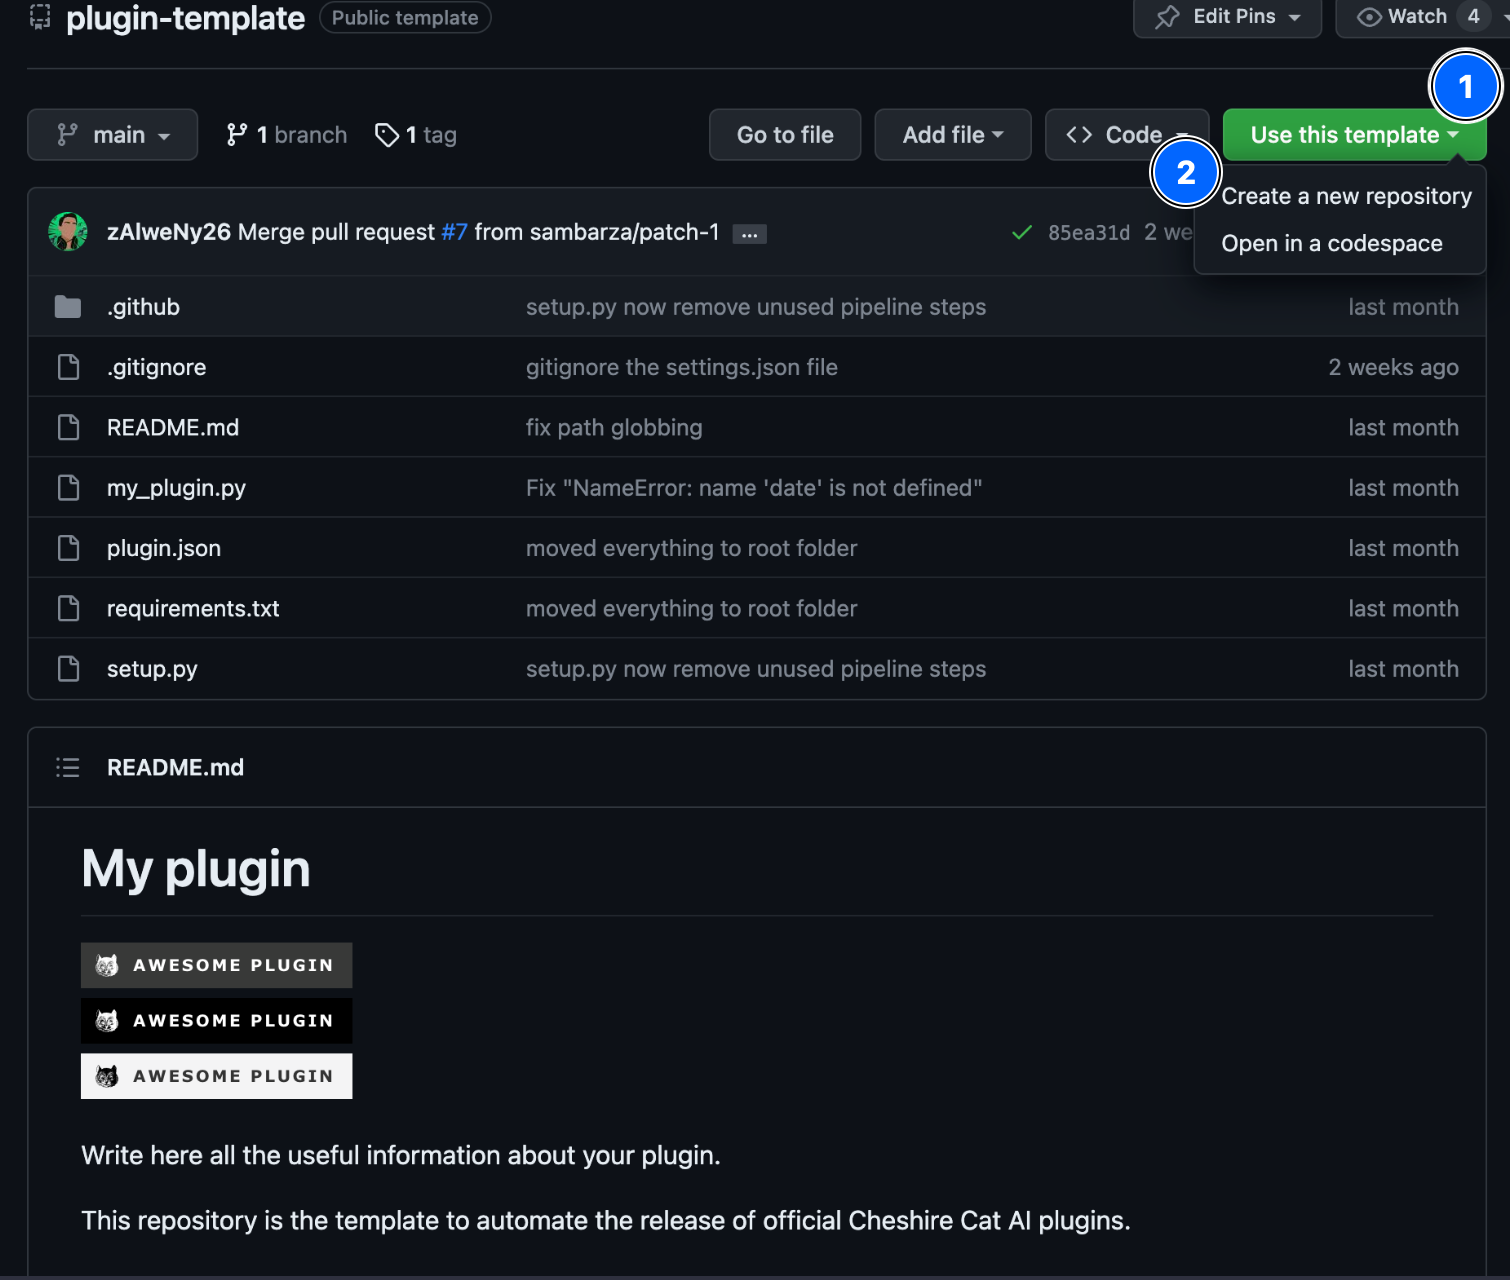 plugin-template Public template Edit Pins Watch 4
1
main 1 branch 1 tag Go to file Add file Code Use this template
2
Create a new repository
Open in a codespace
zAlweNy26 Merge pull request #7 from sambarza/patch-1 ... 85ea31d 2 we
.github setup.py now remove unused pipeline steps last month
.gitignore gitignore the settings.json file 2 weeks ago
README.md fix path globbing last month
my_plugin.py Fix "NameError: name 'date' is not defined" last month
plugin.json moved everything to root folder last month
requirements.txt moved everything to root folder last month
setup.py setup.py now remove unused pipeline steps last month
README.md
My plugin
AWESOME PLUGIN
AWESOME PLUGIN
AWESOME PLUGIN
Write here all the useful information about your plugin.
This repository is the template to automate the release of official Cheshire Cat AI plugins.